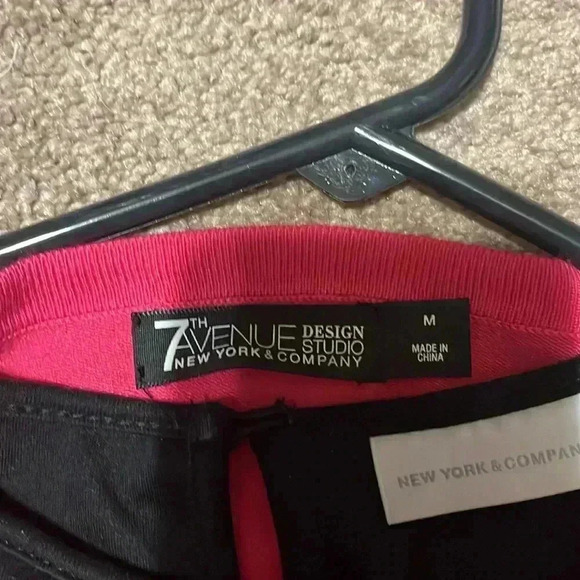 7TH AVENUE DESIGN STUDIO
NEW YORK & COMPANY
M
MADE IN
CHINA
NEW YORK & COMPAN